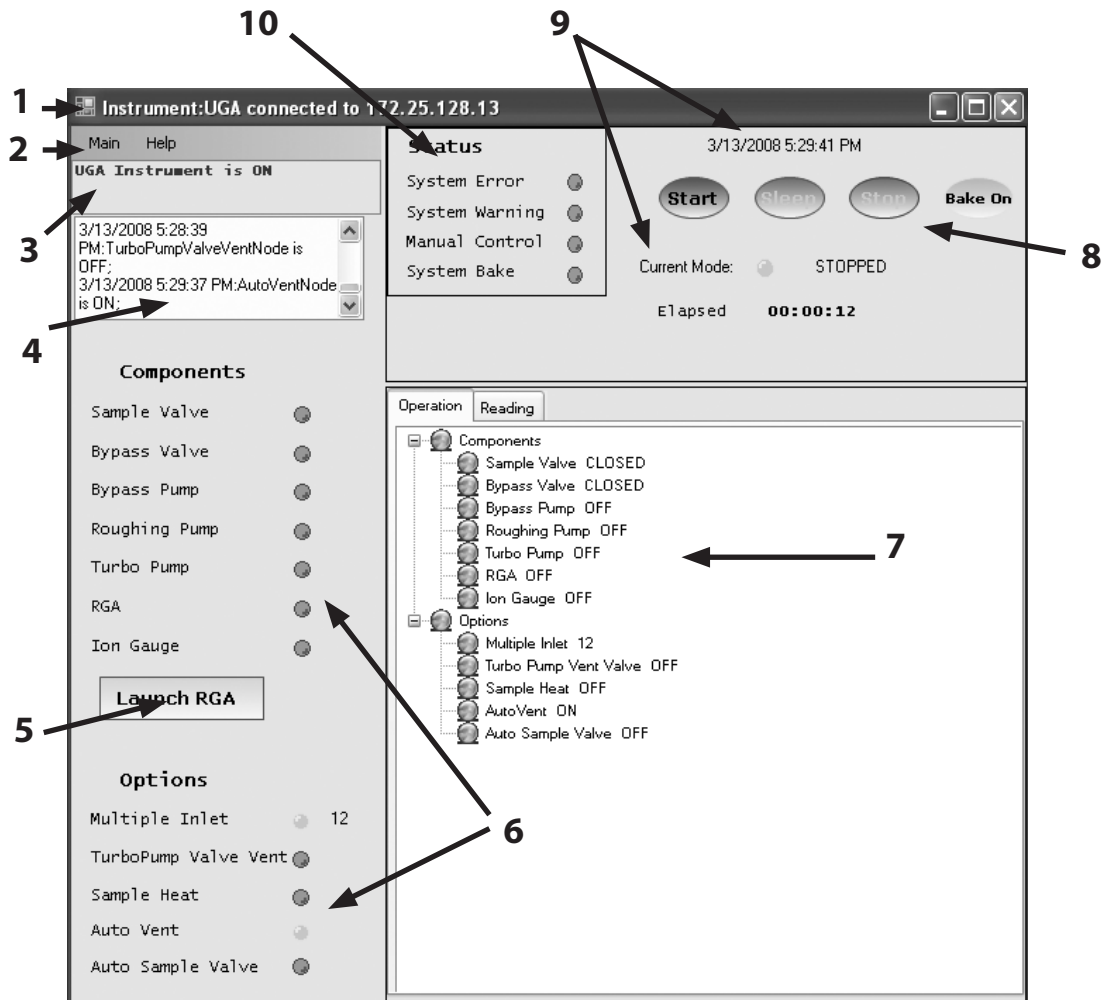 10
9
1
Instrument:UGA connected to 172.25.128.13
2
Main Help
Status
3/13/2008 5:29:41 PM
UGA Instrument is ON
System Error
System Warning
Manual Control
System Bake
Start
Sleep
Stop
Bake On
3
8
3/13/2008 5:28:39
PM:TurboPumpValveVentNode is
OFF;
3/13/2008 5:29:37 PM:AutoVentNode
is ON;
4
Current Mode: STOPPED
Elapsed 00:00:12
Components
Sample Valve
Bypass Valve
Bypass Pump
Roughing Pump
Turbo Pump
RGA
Ion Gauge
Launch RGA
5
Options
Multiple Inlet 12
TurboPump Valve Vent
Sample Heat
Auto Vent
Auto Sample Valve
6
Operation Reading
Components
Sample Valve CLOSED
Bypass Valve CLOSED
Bypass Pump OFF
Roughing Pump OFF
Turbo Pump OFF
RGA OFF
Ion Gauge OFF
Options
Multiple Inlet 12
Turbo Pump Vent Valve OFF
Sample Heat OFF
AutoVent ON
Auto Sample Valve OFF
7